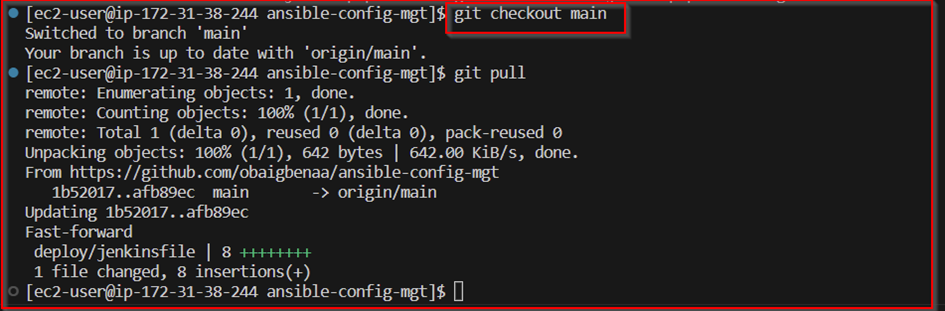 [ec2-user@ip-172-31-38-244 ansible-config-mgt]$ git checkout main
Switched to branch 'main'
Your branch is up to date with 'origin/main'.
[ec2-user@ip-172-31-38-244 ansible-config-mgt]$ git pull
remote: Enumerating objects: 1, done.
remote: Counting objects: 100% (1/1), done.
remote: Total 1 (delta 0), reused 0 (delta 0), pack-reused 0
Unpacking objects: 100% (1/1), 642 bytes | 642.00 KiB/s, done.
From https://github.com/obaigbenaa/ansible-config-mgt
   1b52017..afb89ec  main       -> origin/main
Updating 1b52017..afb89ec
Fast-forward
 deploy/jenkinsfile | 8 ++++++++
 1 file changed, 8 insertions(+)
[ec2-user@ip-172-31-38-244 ansible-config-mgt]$